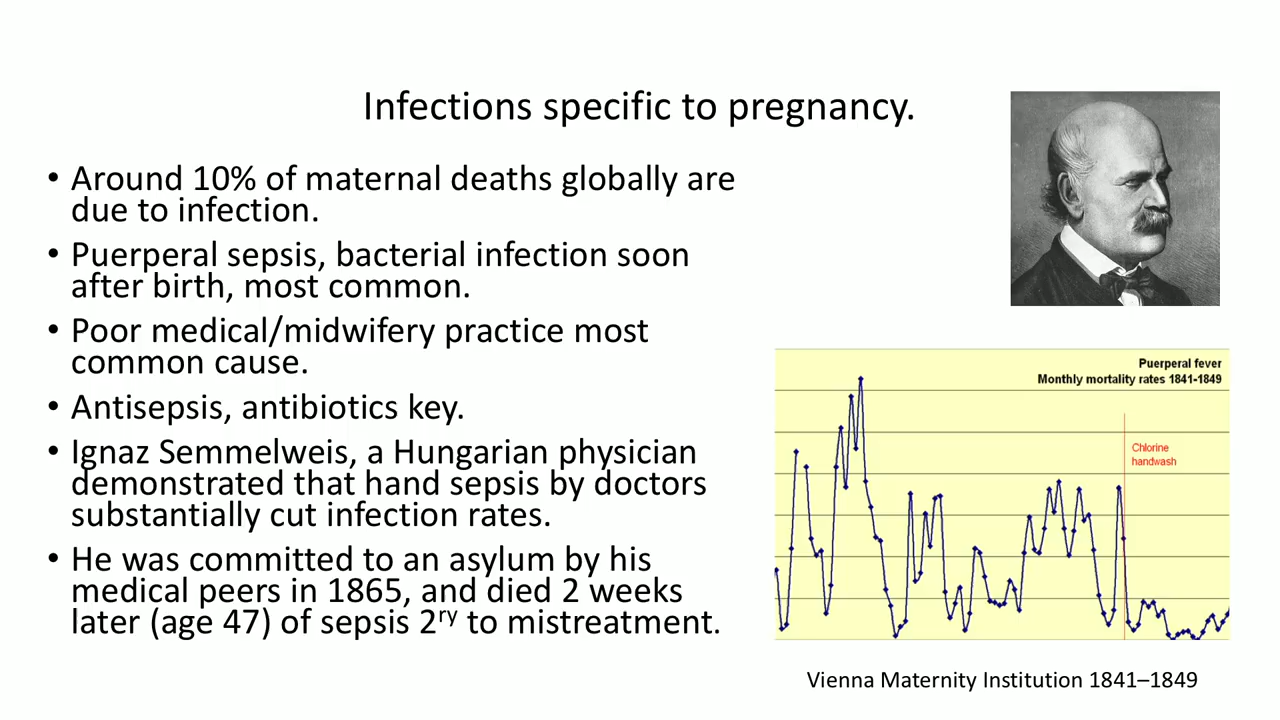 Infections specific to pregnancy.
• Around 10% of maternal deaths globally are
due to infection.
• Puerperal sepsis, bacterial infection soon
after birth, most common.
• Poor medical/midwifery practice most
common cause.
• Antisepsis, antibiotics key.
• Ignaz Semmelweis, a Hungarian physician
demonstrated that hand sepsis by doctors
substantially cut infection rates.
• He was committed to an asylum by his
medical peers in 1865, and died 2 weeks
later (age 47) of sepsis 2ry to mistreatment.
Puerperal fever
Monthly mortality rates 1841-1849
Chlorine
handwash
Vienna Maternity Institution 1841–1849